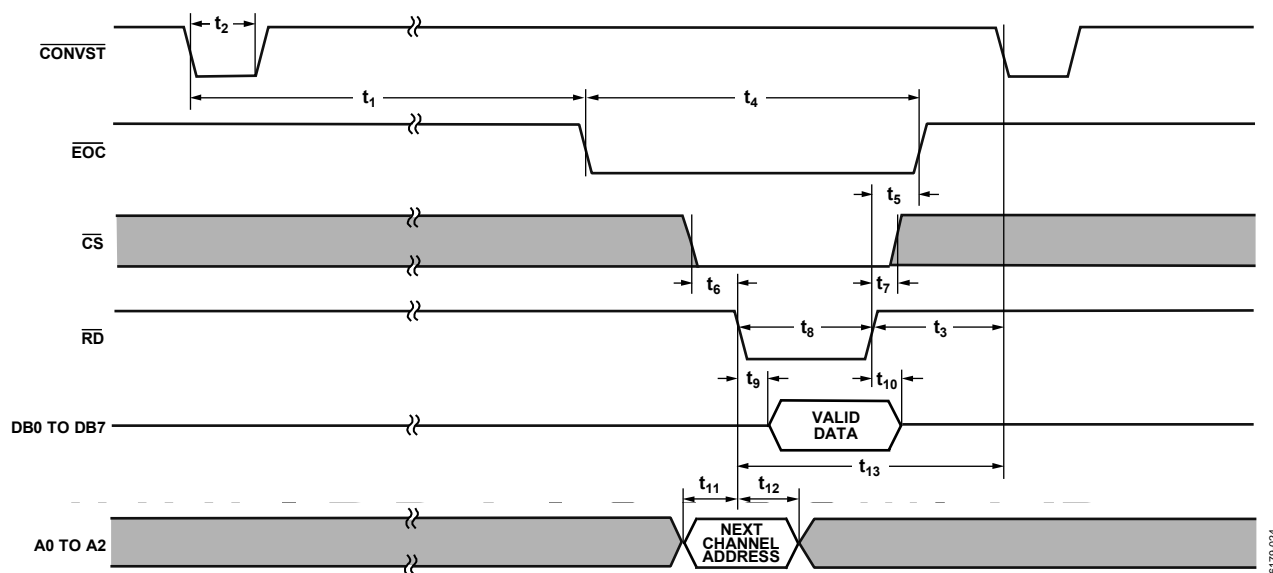 CONVST
t2
t1
t4
EOC
t5
CS
t6
t7
RD
t8
t3
t9
t10
DB0 TO DB7
VALID
DATA
t13
t11
t12
A0 TO A2
NEXT
CHANNEL
ADDRESS